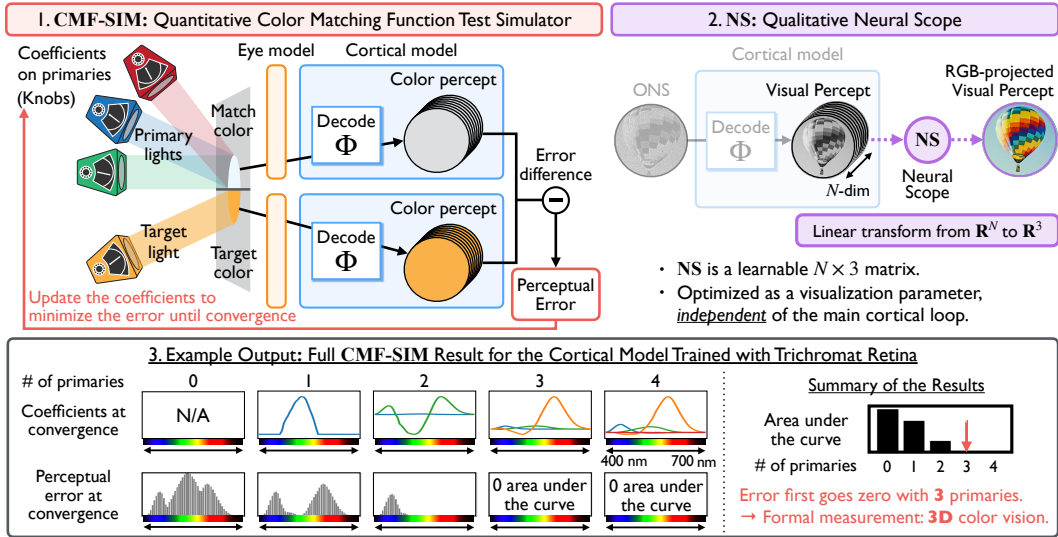 1. CMF-SIM: Quantitative Color Matching Function Test Simulator
Coefficients
on primaries
(Knobs)
Primary
lights
Target
light
Match
color
Target
color
Eye model
Cortical model
Color percept
Decode
Φ
Color percept
Decode
Φ
Error
difference
Perceptual
Error
Update the coefficients to
minimize the error until convergence
2. NS: Qualitative Neural Scope
Cortical model
ONS
Decode
Φ
Visual Percept
N-dim
NS
Neural
Scope
RGB-projected
Visual Percept
Linear transform from R^N to R^3
• NS is a learnable N × 3 matrix.
• Optimized as a visualization parameter,
independent of the main cortical loop.
3. Example Output: Full CMF-SIM Result for the Cortical Model Trained with Trichromat Retina
# of primaries 0 1 2 3 4
Coefficients at
convergence
N/A
400 nm 700 nm
Perceptual
error at
convergence
0 area under
the curve
0 area under
the curve
Summary of the Results
Area under
the curve
# of primaries 0 1 2 3 4
Error first goes zero with 3 primaries.
→ Formal measurement: 3D color vision.